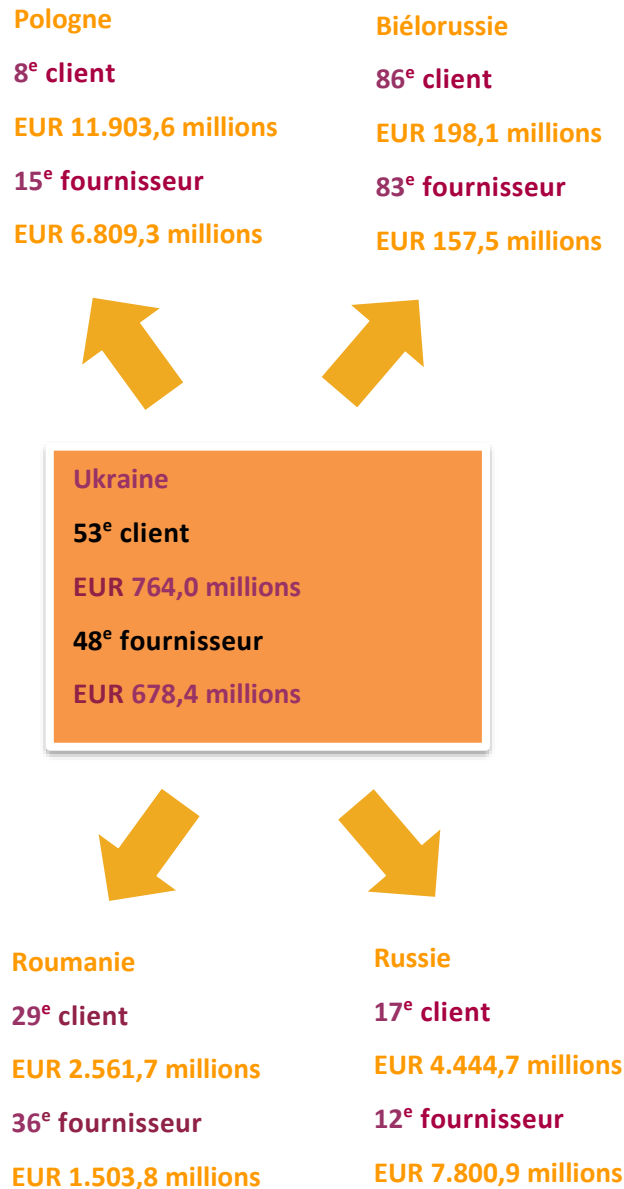 Pologne
8e client
EUR 11.903,6 millions
15e fournisseur
EUR 6.809,3 millions
Biélorussie
86e client
EUR 198,1 millions
83e fournisseur
EUR 157,5 millions
Ukraine
53e client
EUR 764,0 millions
48e fournisseur
EUR 678,4 millions
Roumanie
29e client
EUR 2.561,7 millions
36e fournisseur
EUR 1.503,8 millions
Russie
17e client
EUR 4.444,7 millions
12e fournisseur
EUR 7.800,9 millions